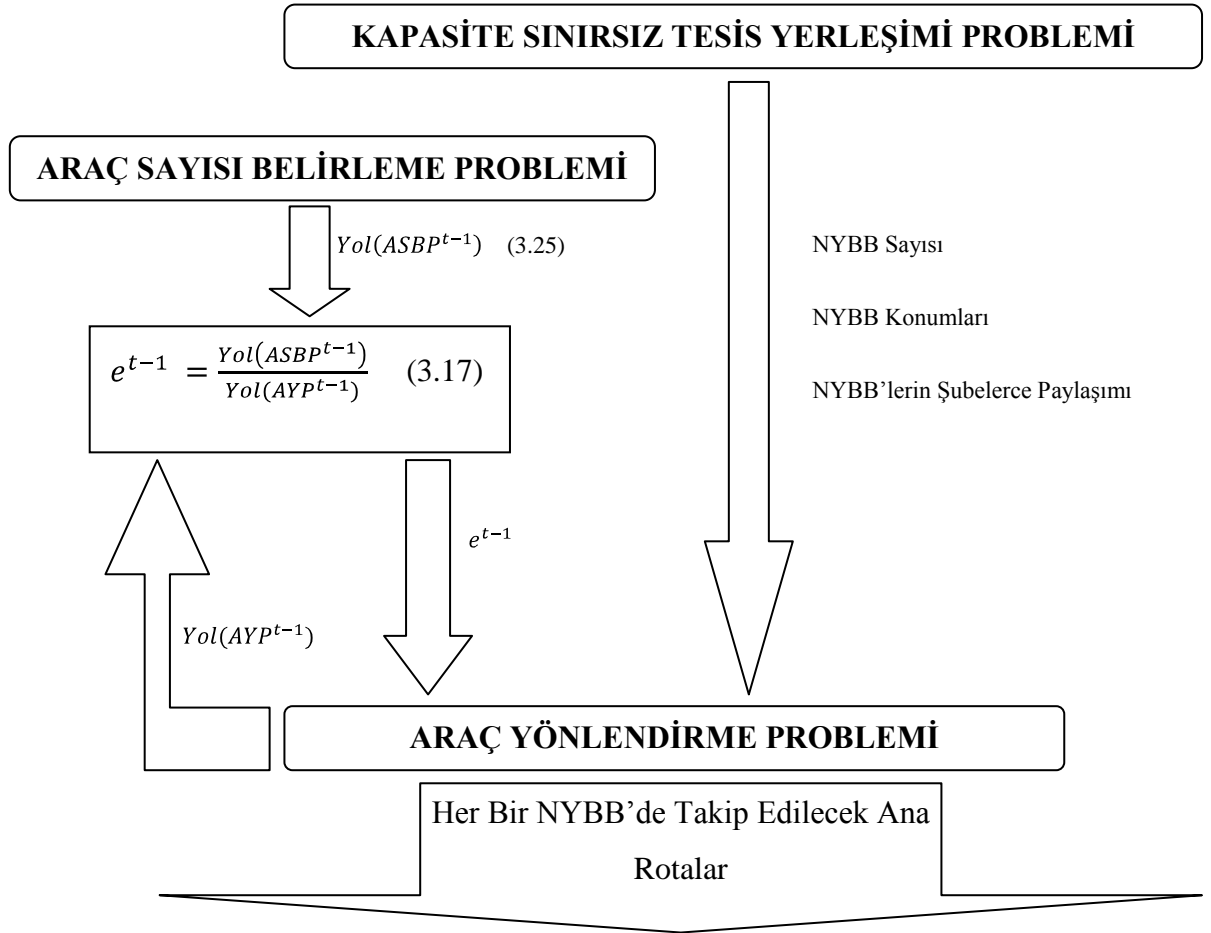 KAPASİTE SINIRSIZ TESIS YERLEŞİMİ PROBLEMİ
ARAÇ SAYISI BELİRLEME PROBLEMİ
Yol(ASBP^{t−1}) (3.25)
NYBB Sayısı
NYBB Konumları
NYBB’lerin Şubelerce Paylaşımı
e^{t−1} = Yol(ASBP^{t−1}) / Yol(AYP^{t−1}) (3.17)
e^{t−1}
Yol(AYP^{t−1})
ARAÇ YÖNLENDİRME PROBLEMİ
Her Bir NYBB’de Takip Edilecek Ana
Rotalar